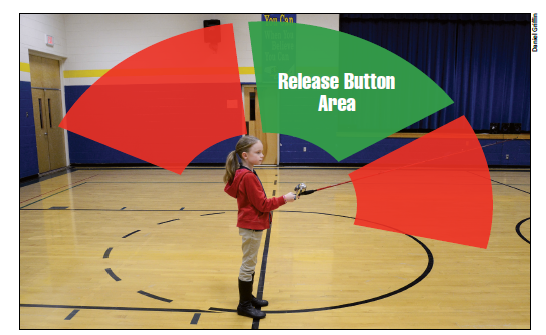 You Can
Release Button
Area
Daniel Griffin